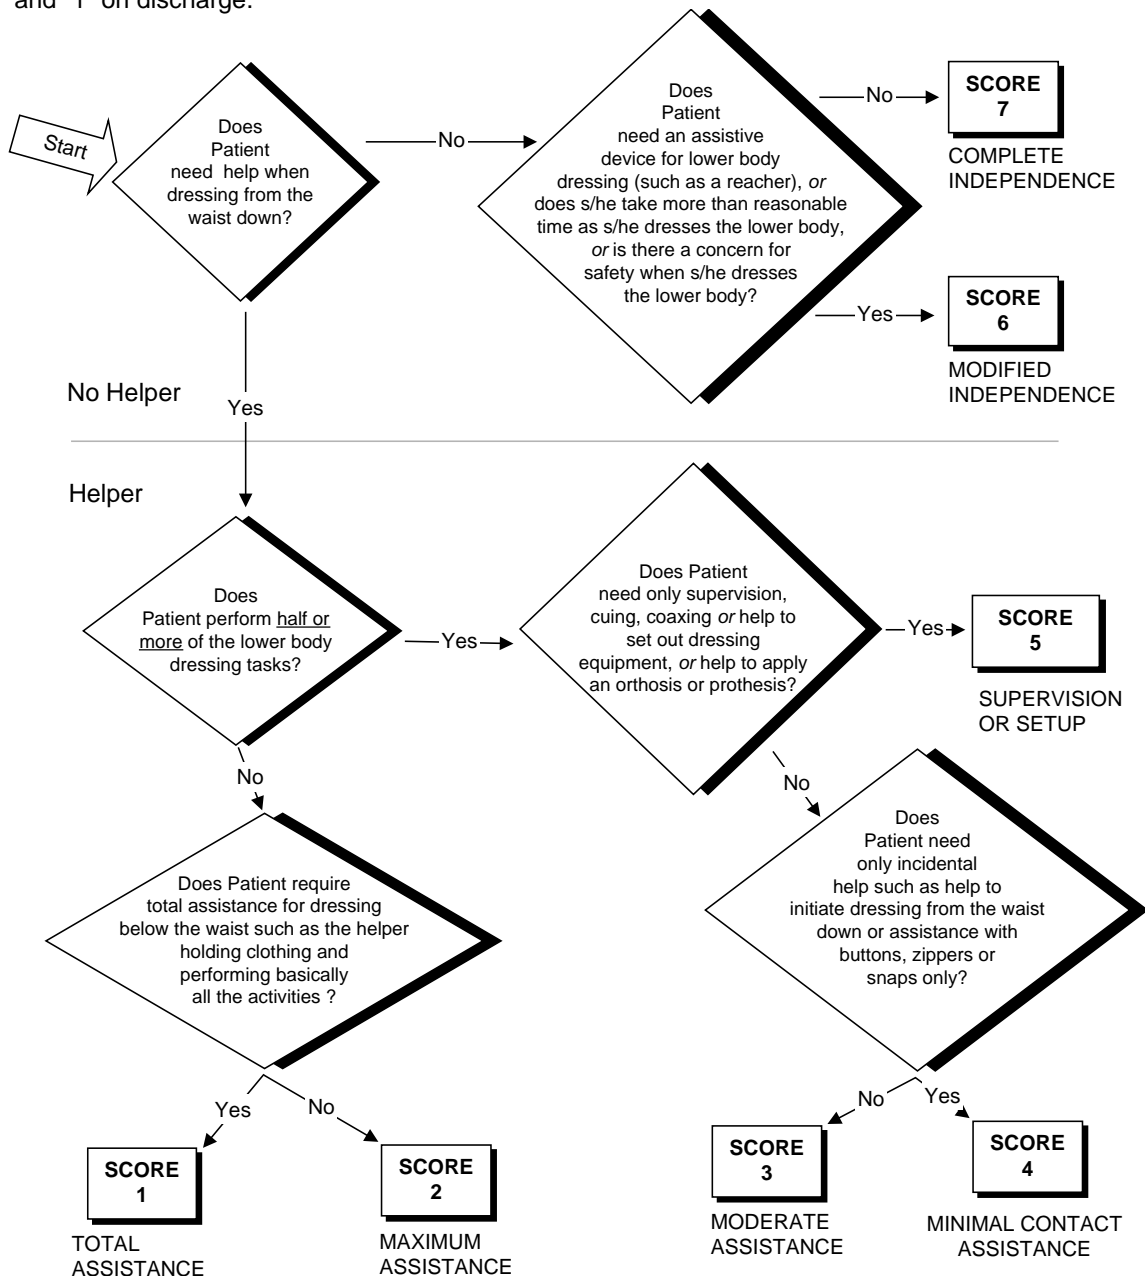 and "1" on discharge.
Start
Does
Patient
need  help when
dressing from the
waist down?
No
Does
Patient
need an assistive
device for lower body
dressing (such as a reacher), or
does s/he take more than reasonable
time as s/he dresses the lower body,
or is there a concern for
safety when s/he dresses
the lower body?
No
SCORE
7
COMPLETE
INDEPENDENCE
Yes
SCORE
6
MODIFIED
INDEPENDENCE
No Helper
Yes
Helper
Does
Patient perform half or
more of the lower body
dressing tasks?
Yes
Does Patient
need only supervision,
cuing, coaxing or help to
set out dressing
equipment, or help to apply
an orthosis or prothesis?
Yes
SCORE
5
SUPERVISION
OR SETUP
No
No
Does Patient require
total assistance for dressing
below the waist such as the helper
holding clothing and
performing basically
all the activities ?
Does
Patient need
only incidental
help such as help to
initiate dressing from the waist
down or assistance with
buttons, zippers or
snaps only?
Yes
No
No
Yes
SCORE
1
TOTAL
ASSISTANCE
SCORE
2
MAXIMUM
ASSISTANCE
SCORE
3
MODERATE
ASSISTANCE
SCORE
4
MINIMAL CONTACT
ASSISTANCE